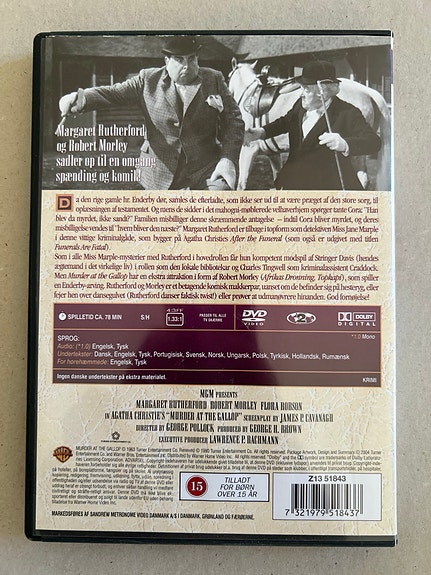 Margaret Rutherford
og Robert Morley
sadler op til en omgang
spænding og komik!
Da den rige gamle hr. Enderby dør, samles de efterladte, som ikke ser ud til at være præget af den store sorg, til
oplæsningen af testamentet. Og mens de sidder i det mahogni-møblerede velhaverhjem spørger tante Cora: "Han
blev da myrdet, ikke sandt?" Familien misbilliger denne skræmmende antagelse – indtil Cora bliver myrdet, og deres
misbilligelse vendes til "hvem bliver den næste?" Margaret Rutherford er tilbage i topform som detektiven Miss Jane Marple
i denne vittige kriminalgåde, som bygger på Agatha Christies After the Funeral (som også er udgivet med titlen
Funerals Are Fatal).
Som i alle Miss Marple-mysterier med Rutherford i hovedrollen får hun kompetent modspil af Stringer Davis (hendes
ægtemand i det virkelige liv) i rollen som den lokale bibliotekar og Charles Tingwell som kriminalassistent Craddock.
Men Murder at the Gallop har en ekstra attraktion i form af Robert Morley (Afrikas Dronning, Topkapi), som spiller
en Enderby-arving. Rutherford og Morley er et betagende komisk makkerpar, uanset om de befinder sig på hesteryg, eller
fejer hen over dansegulvet (Rutherford danser faktisk twist!) eller prøver at udmanøvrere hinanden. God fornøjelse!
SPILLETID CA. 78 MIN
S/H
4:3FF
1.33:1
PASSER TIL ALLE
TV SKÆRME
DVD
VIDEO
2
DOLBY
DIGITAL
SPROG:
*1.0 Mono
Audio: (*1.0) Engelsk, Tysk
Undertekster: Dansk, Engelsk, Tysk, Portugisisk, Svensk, Norsk, Ungarsk, Polsk, Tyrkisk, Hollandsk, Rumænsk
For hørehæmmede: Engelsk, Tysk
Ingen danske undertekster på ekstra materialet.
KRIMI
MGM PRESENTS
MARGARET RUTHERFORD ROBERT MORLEY FLORA ROBSON
IN AGATHA CHRISTIE'S "MURDER AT THE GALLOP" SCREENPLAY BY JAMES P. CAVANAGH
DIRECTED BY GEORGE POLLOCK PRODUCED BY GEORGE H. BROWN
EXECUTIVE PRODUCER LAWRENCE P. BACHMANN
15
TILLADT
FOR BØRN
OVER 15 ÅR
Z13 51843
7 321979 518437
MARKEDSFØRES AF SANDREW METRONOME VIDEO DANMARK A/S I DANMARK, GRØNLAND OG FÆRØERNE.